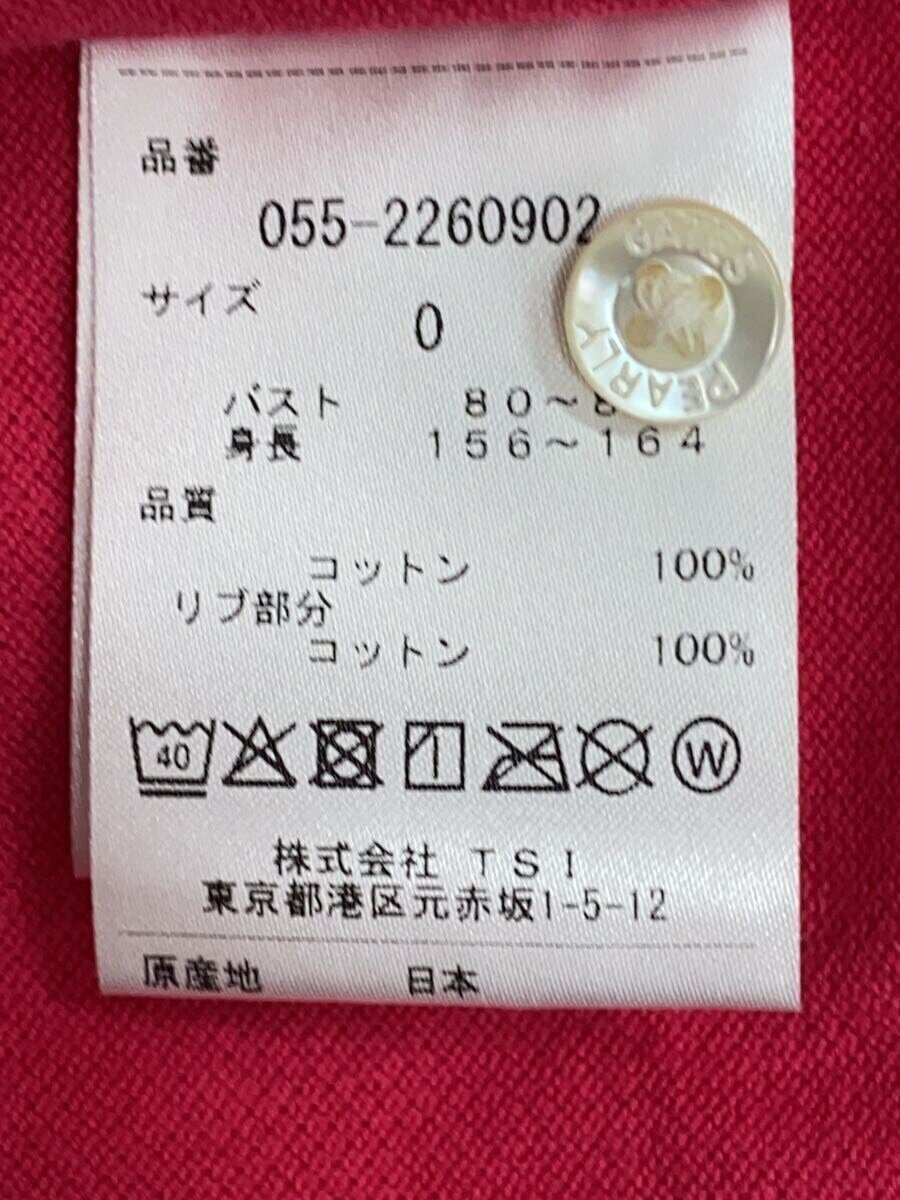 品番
055-2260902
サイズ
0
バスト 80~8
身長 156~164
品質
コットン 100%
リブ部分
コットン 100%
40
W
株式会社 TSI
東京都港区元赤坂1-5-12
原産地 日本
PEARLY GATES